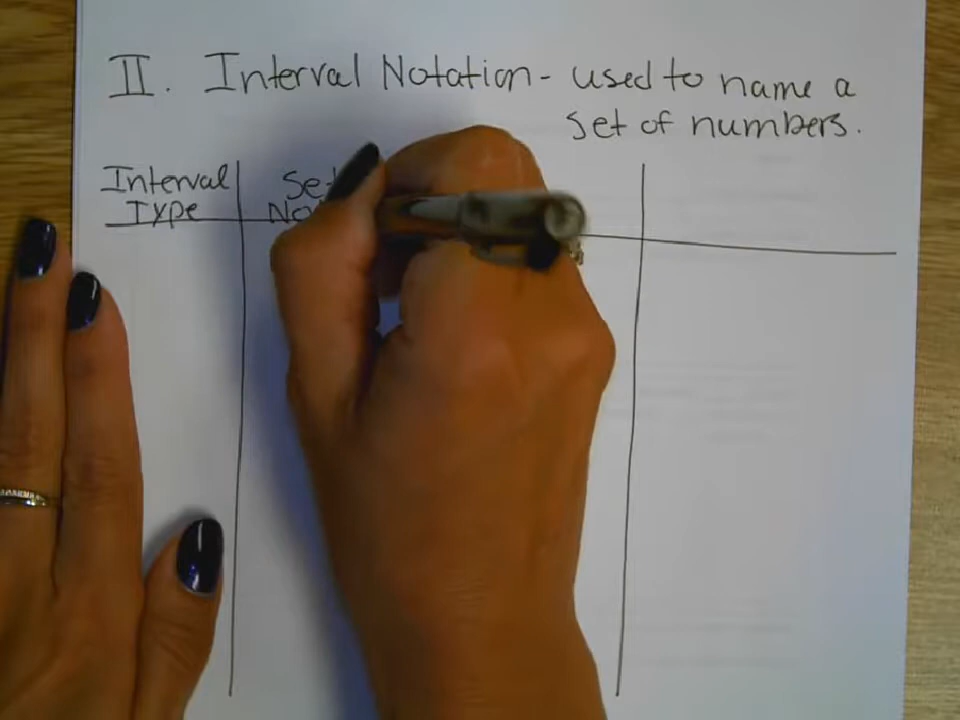 II. Interval Notation - used to name a
set of numbers.
Interval
Type